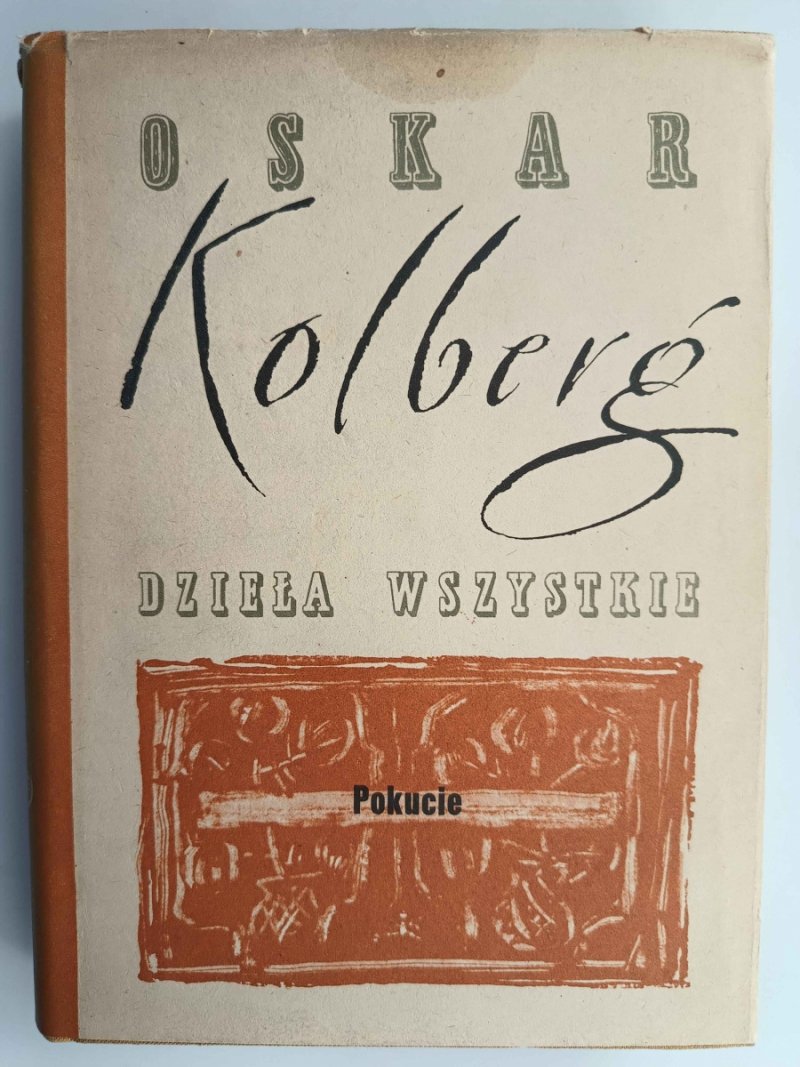 OSKAR
Kolberg
DZIEŁA WSZYSTKIE
Pokucie